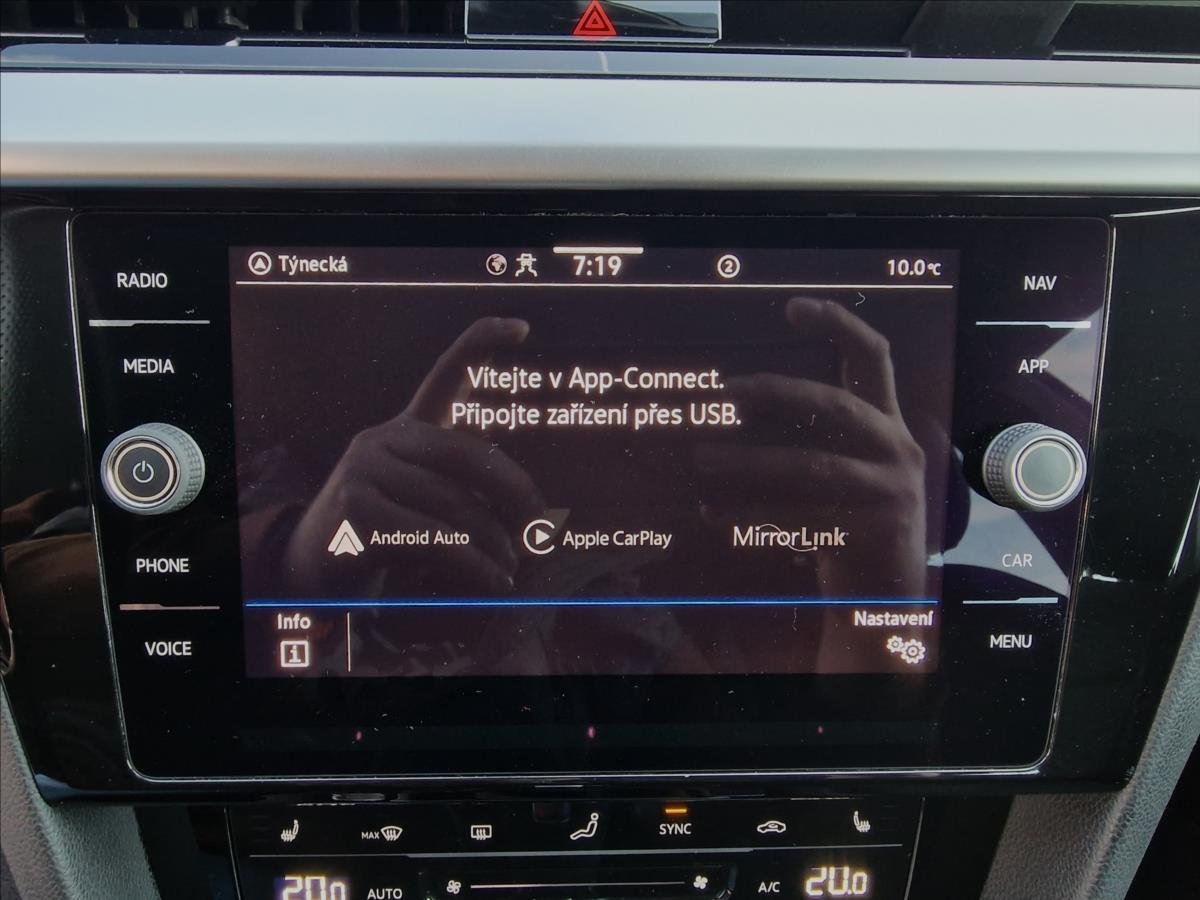 RADIO
MEDIA
PHONE
VOICE
Týnecká
7:19
2
10.0°C
Vítejte v App-Connect.
Připojte zařízení přes USB.
Android Auto
Apple CarPlay
MirrorLink
Info
Nastavení
NAV
APP
CAR
MENU
MAX
SYNC
20.0
AUTO
A/C
20.0